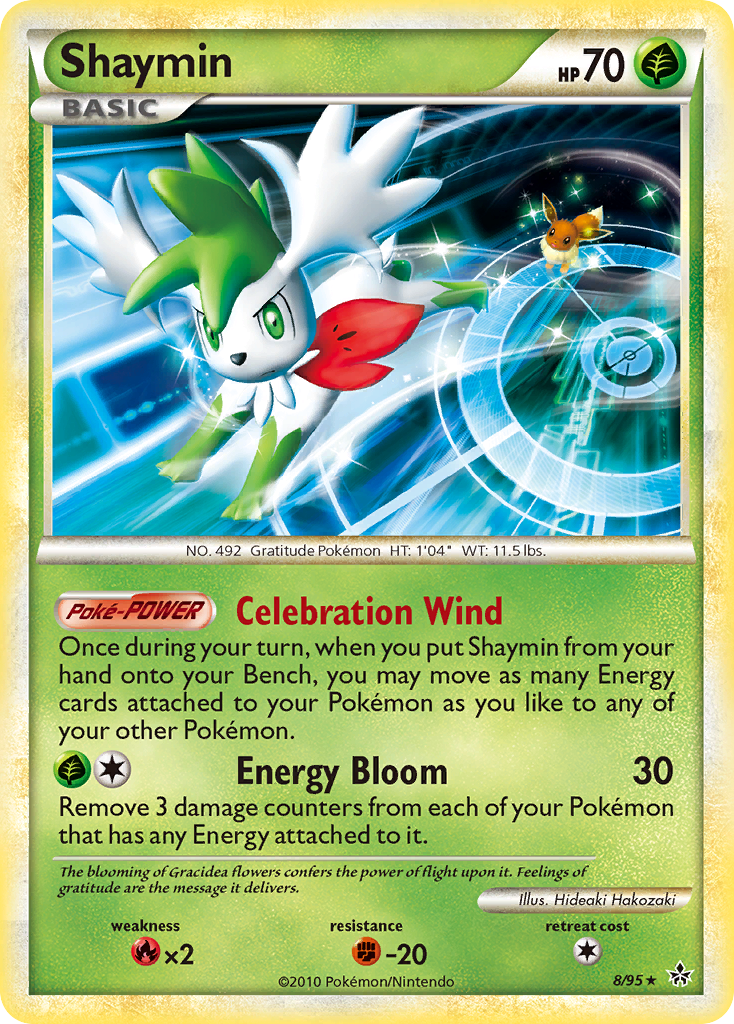 Shaymin
HP 70
BASIC
NO. 492 Gratitude Pokémon HT: 1'04" WT: 11.5 lbs.
Poké-POWER Celebration Wind
Once during your turn, when you put Shaymin from your
hand onto your Bench, you may move as many Energy
cards attached to your Pokémon as you like to any of
your other Pokémon.
Energy Bloom 30
Remove 3 damage counters from each of your Pokémon
that has any Energy attached to it.
The blooming of Gracidea flowers confers the power of flight upon it. Feelings of
gratitude are the message it delivers.
Illus. Hideaki Hakozaki
weakness resistance retreat cost
×2 -20
©2010 Pokémon/Nintendo 8/95 ★